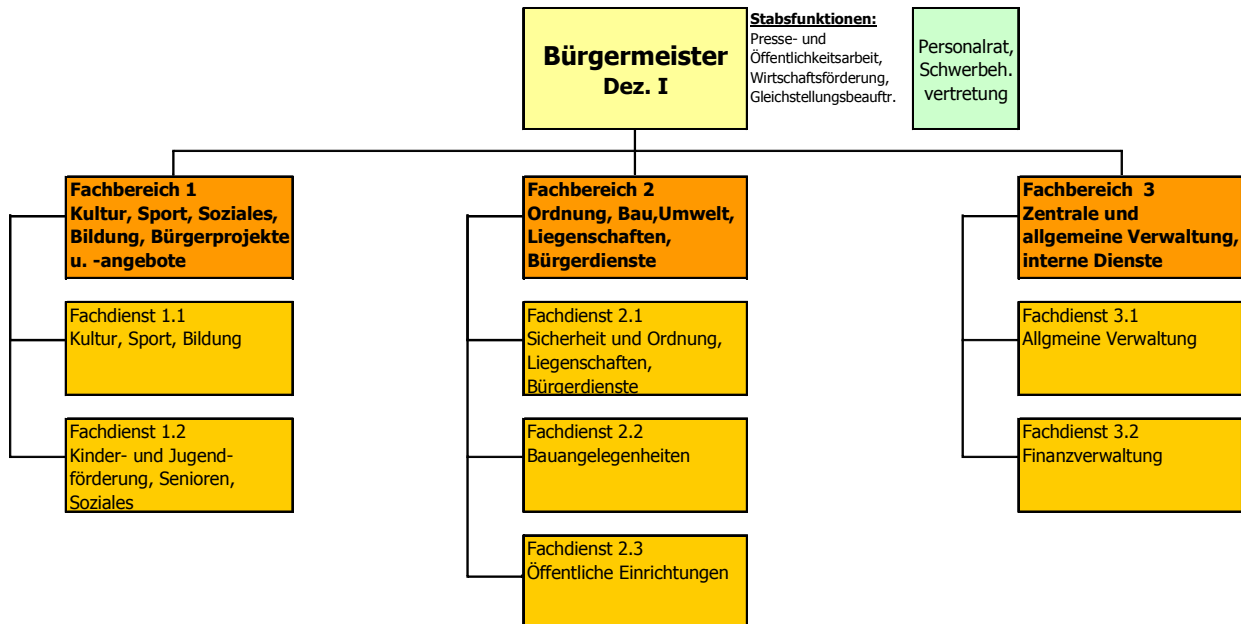 Bürgermeister
Dez. I
Stabsfunktionen:
Presse- und
Öffentlichkeitsarbeit,
Wirtschaftsförderung,
Gleichstellungsbeauftr.
Personalrat,
Schwerbeh.
vertretung
Fachbereich 1
Kultur, Sport, Soziales,
Bildung, Bürgerprojekte
u. -angebote
Fachdienst 1.1
Kultur, Sport, Bildung
Fachdienst 1.2
Kinder- und Jugend-
förderung, Senioren,
Soziales
Fachbereich 2
Ordnung, Bau,Umwelt,
Liegenschaften,
Bürgerdienste
Fachdienst 2.1
Sicherheit und Ordnung,
Liegenschaften,
Bürgerdienste
Fachdienst 2.2
Bauangelegenheiten
Fachdienst 2.3
Öffentliche Einrichtungen
Fachbereich 3
Zentrale und
allgemeine Verwaltung,
interne Dienste
Fachdienst 3.1
Allgmeine Verwaltung
Fachdienst 3.2
Finanzverwaltung